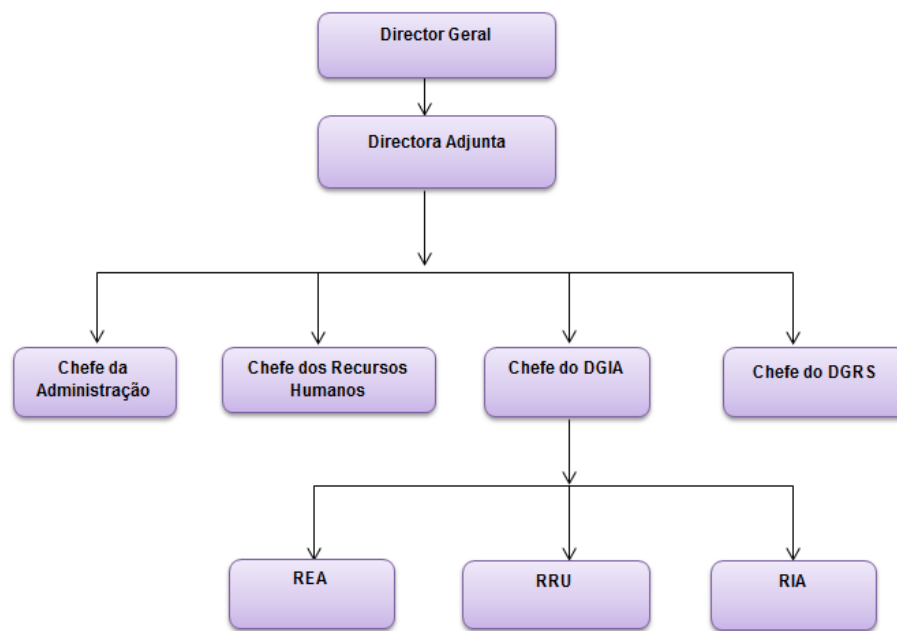 Director Geral
Directora Adjunta
Chefe da
Administração
Chefe dos Recursos
Humanos
Chefe do DGIA
Chefe do DGRS
REA
RRU
RIA